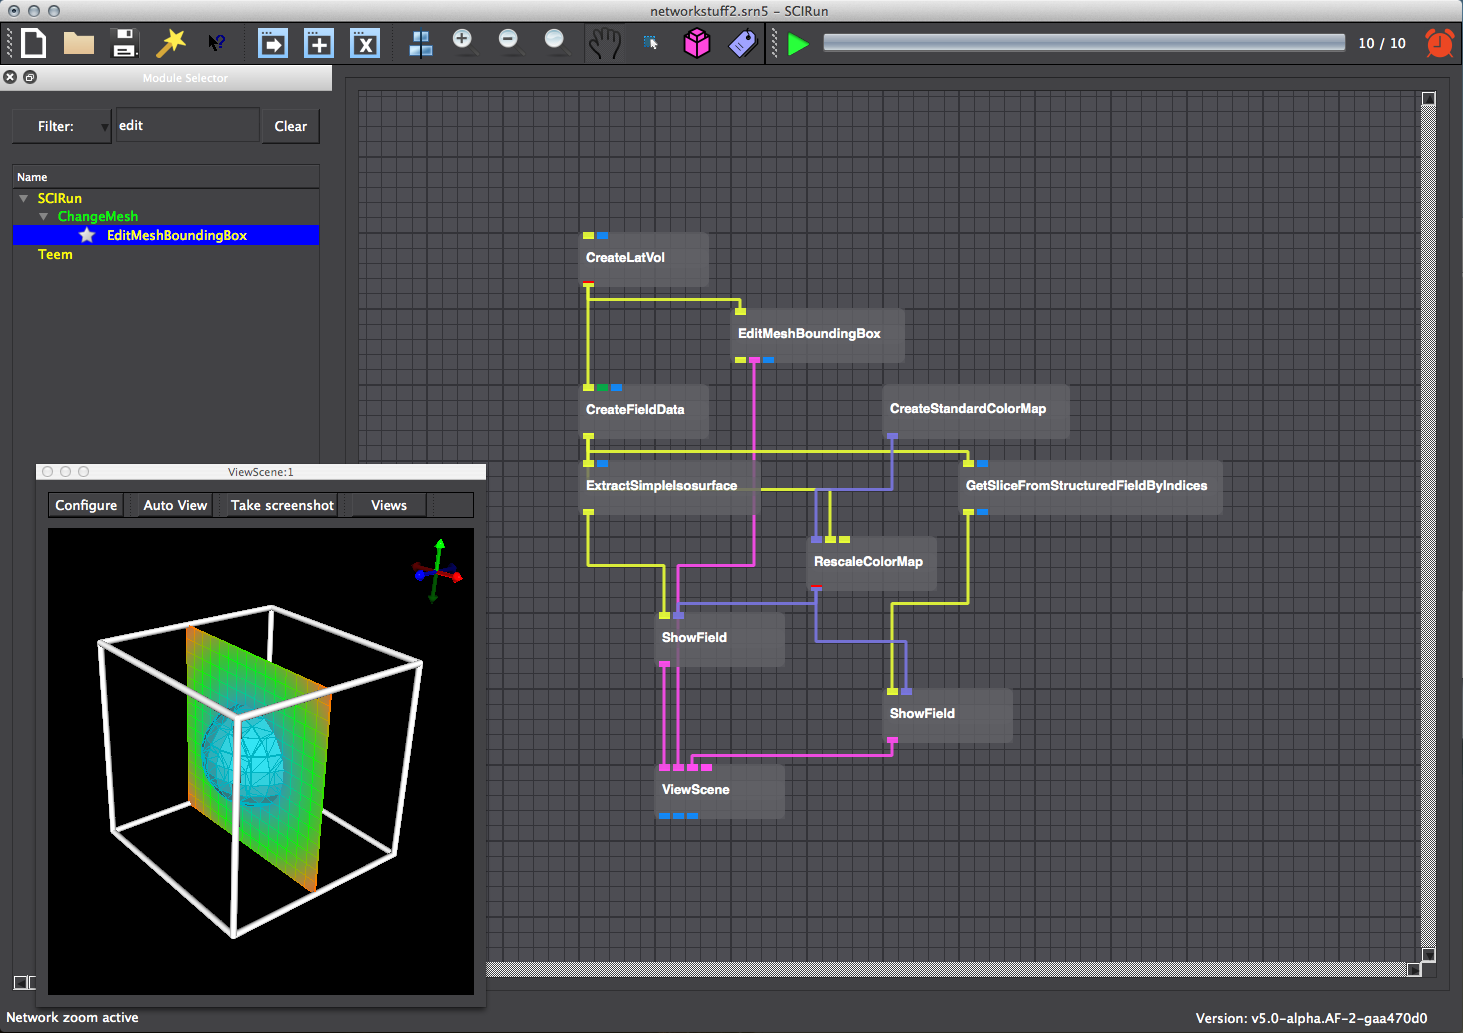 networkstuff2.srn5 – SCIRun
10 / 10
Module Selector
Filter:
edit
Clear
Name
SCIRun
ChangeMesh
EditMeshBoundingBox
Teem
CreateLatVol
EditMeshBoundingBox
CreateFieldData
CreateStandardColorMap
ExtractSimpleIsosurface
GetSliceFromStructuredFieldByIndices
RescaleColorMap
ShowField
ShowField
ViewScene
ViewScene:1
Configure
Auto View
Take screenshot
Views
Network zoom active
Version: v5.0-alpha.AF-2-gaa470d0